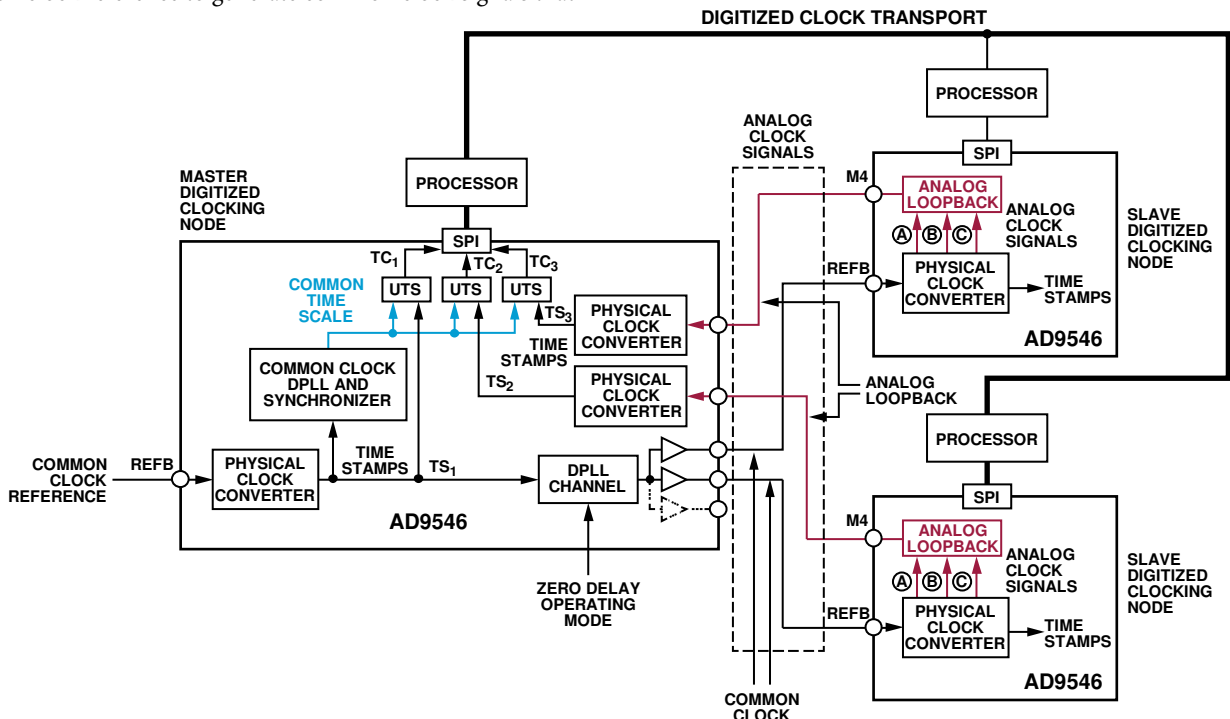 DIGITIZED CLOCK TRANSPORT
PROCESSOR
ANALOG
CLOCK
SIGNALS
SPI
MASTER
DIGITIZED
CLOCKING
NODE
PROCESSOR
M4
ANALOG
LOOPBACK
ANALOG
CLOCK
SIGNALS
A
B
C
SLAVE
DIGITIZED
CLOCKING
NODE
SPI
TC1
TC2
TC3
REFB
PHYSICAL
CLOCK
CONVERTER
TIME
STAMPS
AD9546
COMMON
TIME
SCALE
UTS
UTS
UTS
TS3
TIME
STAMPS
PHYSICAL
CLOCK
CONVERTER
COMMON CLOCK
DPLL AND
SYNCHRONIZER
TS2
PHYSICAL
CLOCK
CONVERTER
ANALOG
LOOPBACK
PROCESSOR
COMMON
CLOCK
REFERENCE
REFB
PHYSICAL
CLOCK
CONVERTER
TIME
STAMPS
TS1
DPLL
CHANNEL
AD9546
SPI
M4
ANALOG
LOOPBACK
ANALOG
CLOCK
SIGNALS
A
B
C
SLAVE
DIGITIZED
CLOCKING
NODE
ZERO DELAY
OPERATING
MODE
REFB
PHYSICAL
CLOCK
CONVERTER
TIME
STAMPS
AD9546
COMMON
CLOCK